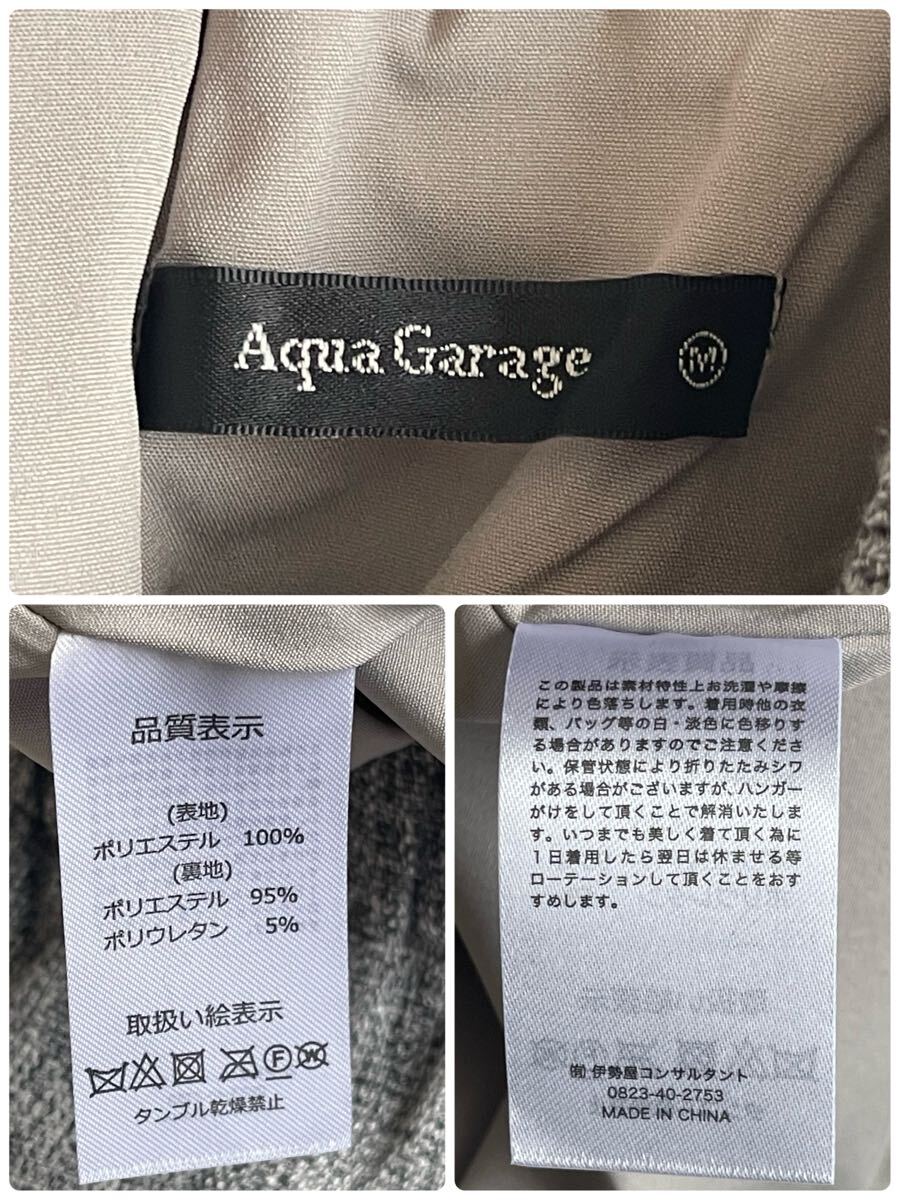 Aqua Garage M
品質表示
(表地)
ポリエステル 100%
(裏地)
ポリエステル 95%
ポリウレタン 5%
取扱い絵表示
F W
タンブル乾燥禁止
この製品は素材特性上お洗濯や摩擦
により色落ちします。着用時他の衣
類、バッグ等の白・淡色に色移りす
る場合がありますのでご注意くださ
い。保管状態により折りたたみシワ
がある場合がございますが、ハンガー
がけをして頂くことで解消いたしま
す。いつまでも美しく着て頂く為に
1日着用したら翌日は休ませる等
ローテーションして頂くことをおす
すめします。
㈲ 伊勢屋コンサルタント
0823-40-2753
MADE IN CHINA